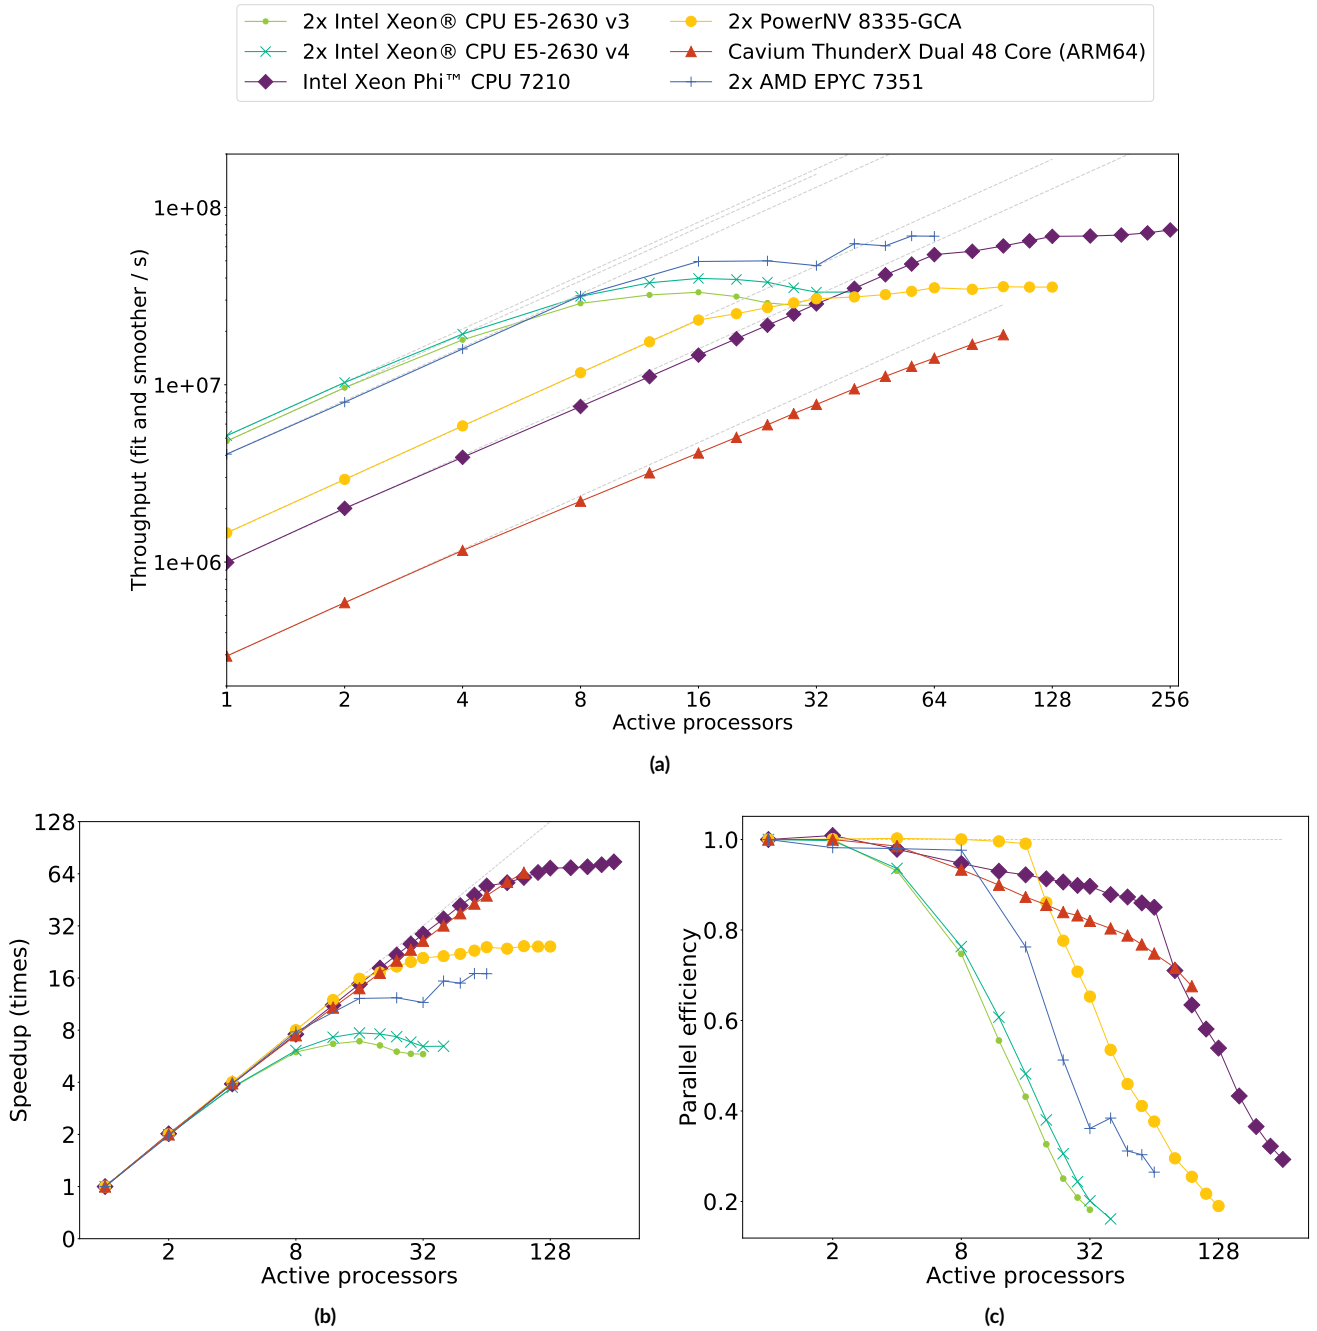 2x Intel Xeon® CPU E5-2630 v3
2x Intel Xeon® CPU E5-2630 v4
Intel Xeon Phi™ CPU 7210
2x PowerNV 8335-GCA
Cavium ThunderX Dual 48 Core (ARM64)
2x AMD EPYC 7351
Throughput (fit and smoother / s)
1e+08
1e+07
1e+06
1 2 4 8 16 32 64 128 256
Active processors
(a)
Speedup (times)
128
64
32
16
8
4
2
1
0
2 8 32 128
Active processors
(b)
Parallel efficiency
1.0
0.8
0.6
0.4
0.2
2 8 32 128
Active processors
(c)